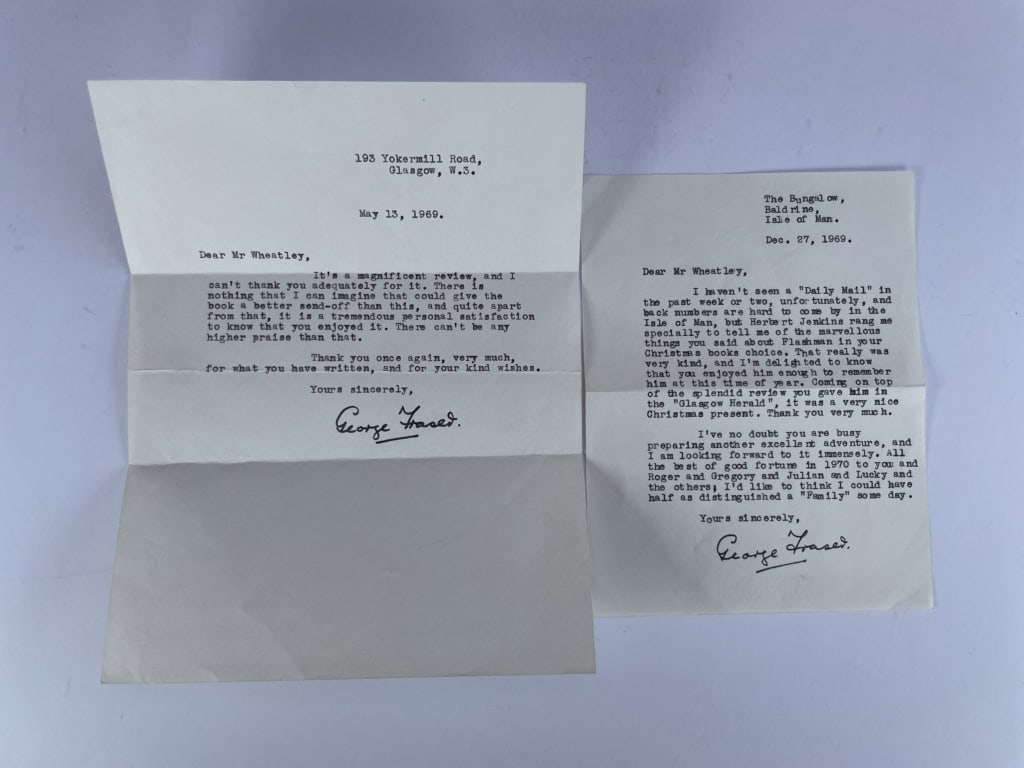 193 Yokermill Road,
Glasgow, W.3.
May 13, 1969.
Dear Mr Wheatley,
It's a magnificent review, and I
can't thank you adequately for it. There is
nothing that I can imagine that could give the
book a better send-off than this, and quite apart
from that, it is a tremendous personal satisfaction
to know that you enjoyed it. There can't be any
higher praise than that.
Thank you once again, very much,
for what you have written, and for your kind wishes.
Yours sincerely,
George Fraser.
The Bungalow,
Baldrine,
Isle of Man.
Dec. 27, 1969.
Dear Mr Wheatley,
I haven't seen a "Daily Mail" in
the past week or two, unfortunately, and
back numbers are hard to come by in the
Isle of Man, but Herbert Jenkins rang me
specially to tell me of the marvellous
things you said about Flashman in your
Christmas books choice. That really was
very kind, and I'm delighted to know
that you enjoyed him enough to remember
him at this time of year. Coming on top
of the splendid review you gave him in
the "Glasgow Herald", it was a very nice
Christmas present. Thank you very much.
I've no doubt you are busy
preparing another excellent adventure, and
I am looking forward to it immensely. All
the best of good fortune in 1970 to you and
Roger and Gregory and Julian and Lucky and
the others; I'd like to think I could have
half as distinguished a "Family" some day.
Yours sincerely,
George Fraser.